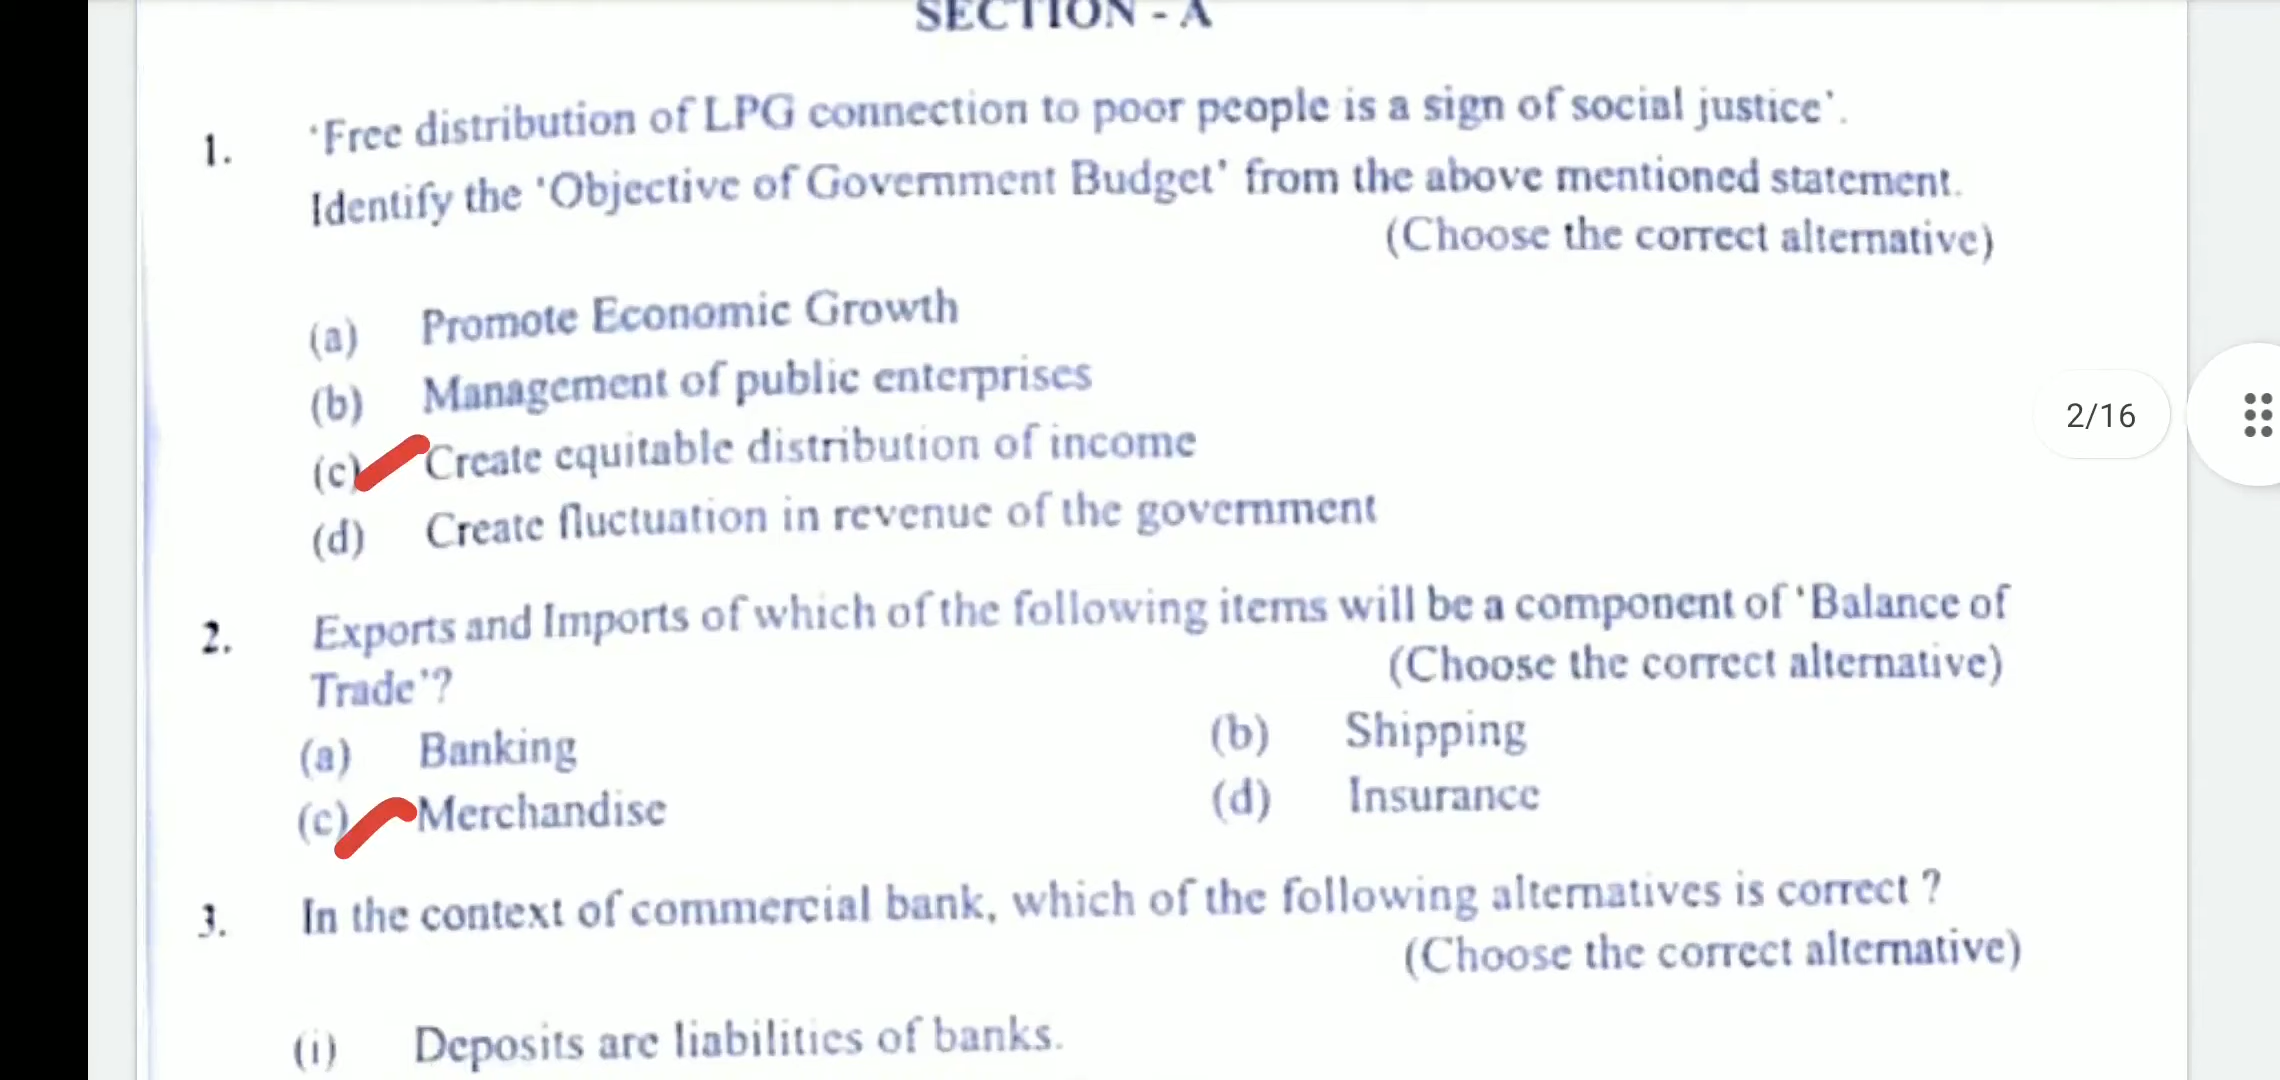 SECTION - A
1. 'Free distribution of LPG connection to poor people is a sign of social justice'.
Identify the 'Objective of Government Budget' from the above mentioned statement.
(Choose the correct alternative)
(a) Promote Economic Growth
(b) Management of public enterprises
(c) Create equitable distribution of income
(d) Create fluctuation in revenue of the government
2/16
2. Exports and Imports of which of the following items will be a component of 'Balance of
Trade'?
(Choose the correct alternative)
(a) Banking (b) Shipping
(c) Merchandise (d) Insurance
3. In the context of commercial bank, which of the following alternatives is correct ?
(Choose the correct alternative)
(i) Deposits are liabilities of banks.